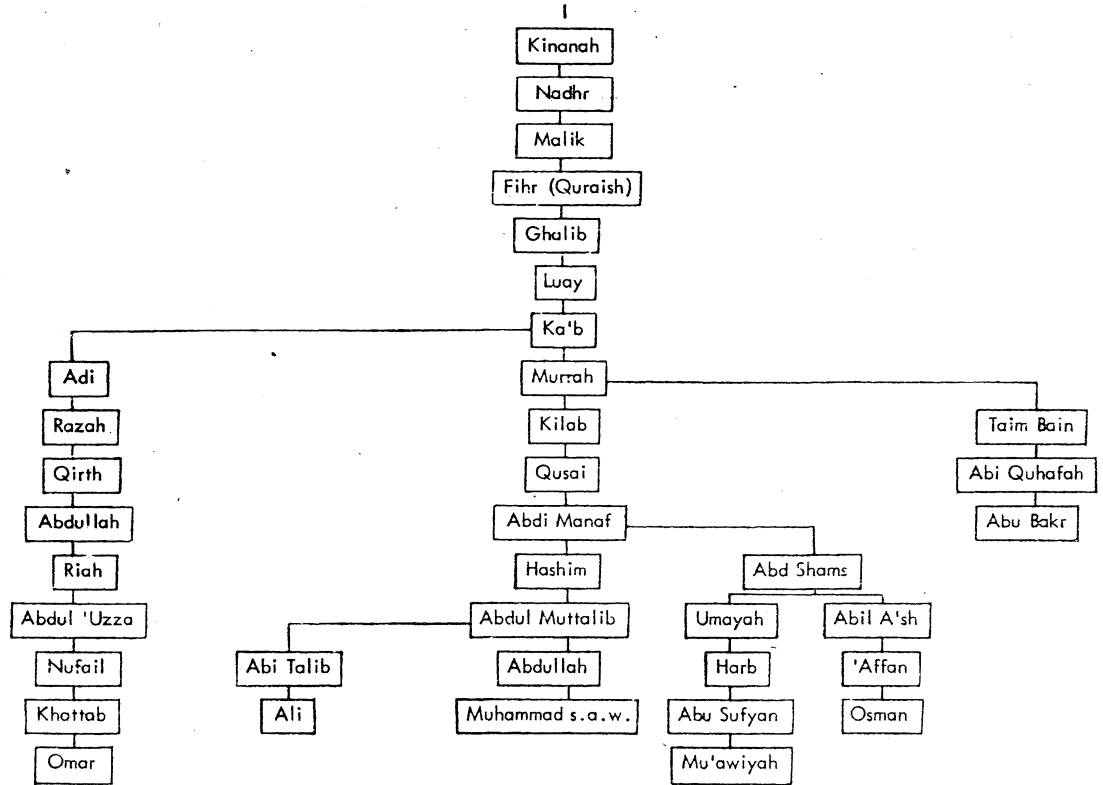 Kinanah
Nadhr
Malik
Fihr (Quraish)
Ghalib
Luay
Ka'b
Adi
Murrah
Razah
Kilab
Taim Bain
Qirth
Qusai
Abi Quhafah
Abdullah
Abdi Manaf
Abu Bakr
Riah
Hashim
Abd Shams
Abdul 'Uzza
Abdul Muttalib
Umayah
Abil A'sh
Nufail
Abi Talib
Abdullah
Harb
'Affan
Khottab
Ali
Muhammad s.a.w.
Abu Sufyan
Osman
Omar
Mu'awiyah